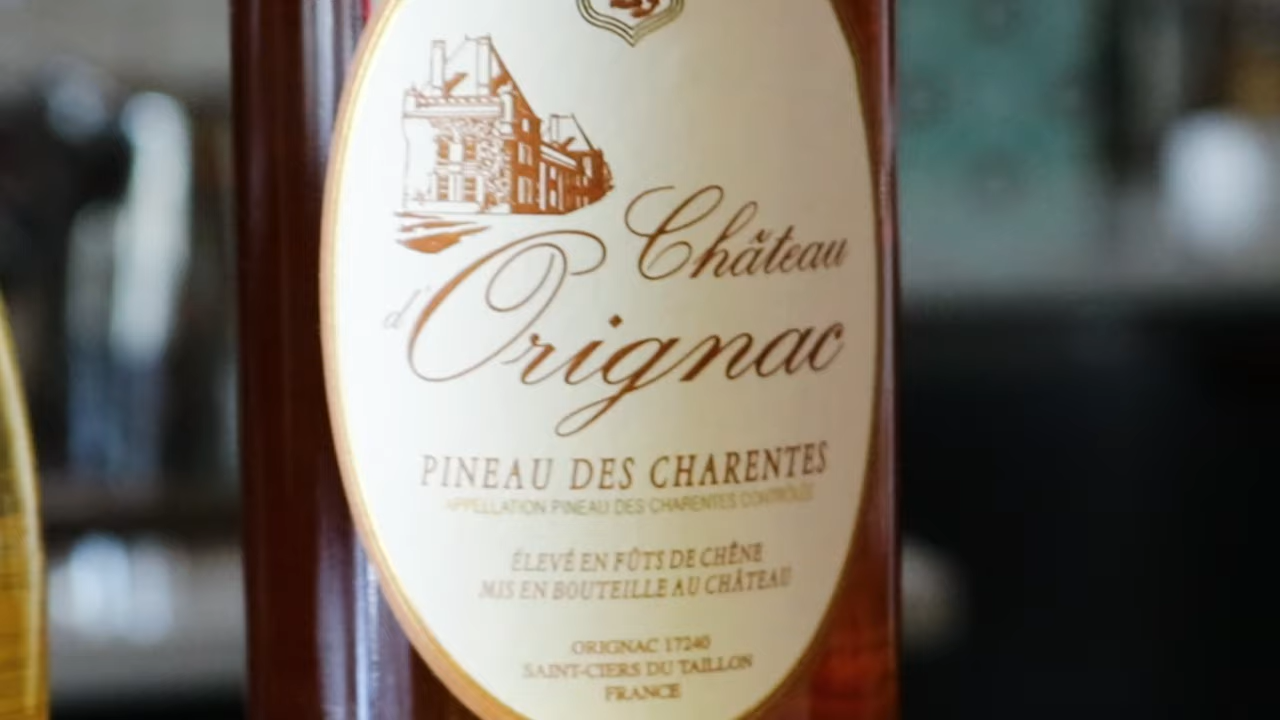 Château
d'Orignac
PINEAU DES CHARENTES
APPELLATION PINEAU DES CHARENTES CONTRÔLÉE
ÉLEVÉ EN FÛTS DE CHÊNE
MIS EN BOUTEILLE AU CHÂTEAU
ORIGNAC 17240
SAINT-CIERS DU TAILLON
FRANCE